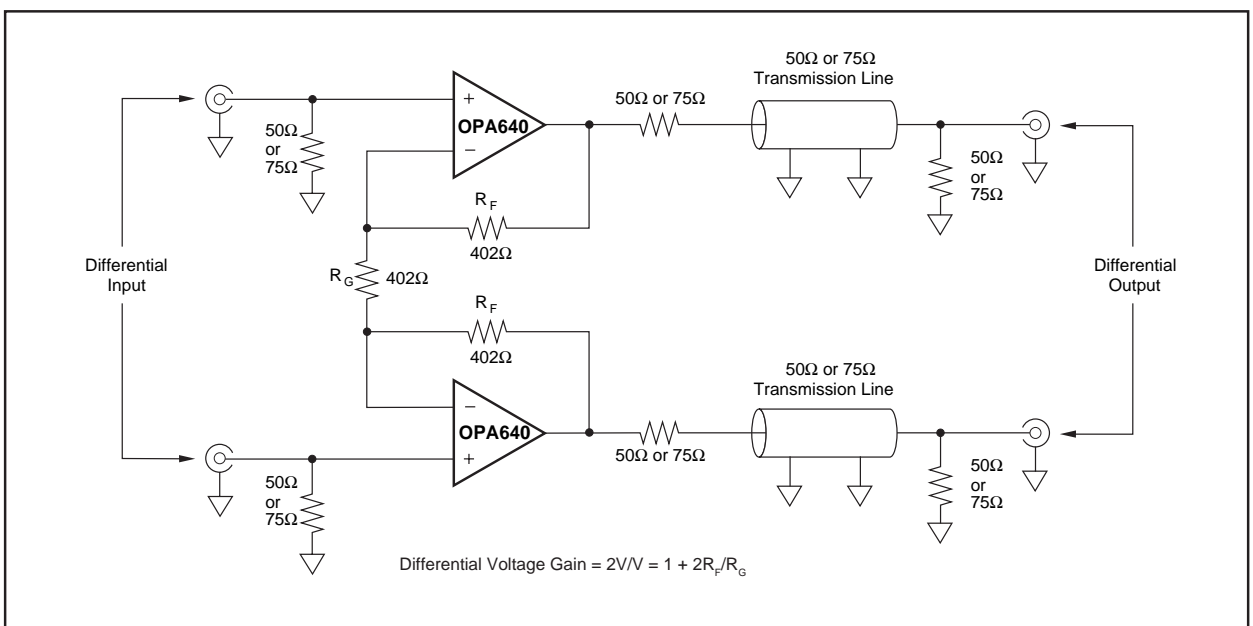 50Ω or 75Ω
Transmission Line
50Ω or 75Ω
+
OPA640
−
50Ω
or
75Ω
50Ω
or
75Ω
R_F
402Ω
Differential
Input
R_G
402Ω
Differential
Output
R_F
402Ω
50Ω or 75Ω
Transmission Line
−
OPA640
+
50Ω or 75Ω
50Ω
or
75Ω
50Ω
or
75Ω
Differential Voltage Gain = 2V/V = 1 + 2R_F/R_G